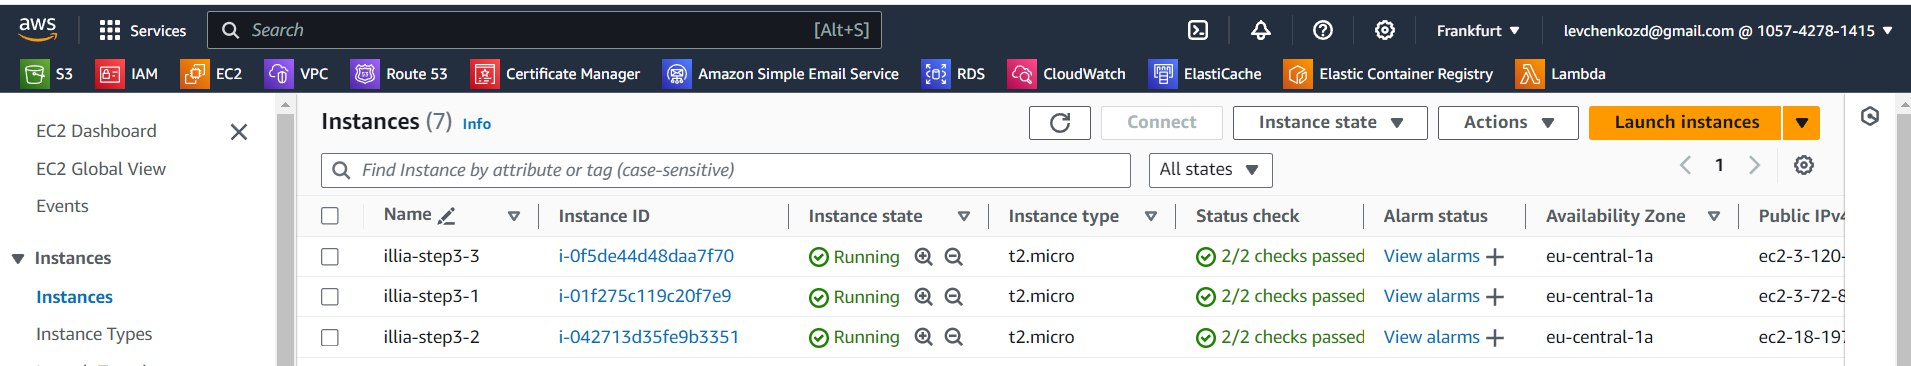 aws Services Search [Alt+S] Frankfurt levchenkozd@gmail.com @ 1057-4278-1415
S3 IAM EC2 VPC Route 53 Certificate Manager Amazon Simple Email Service RDS CloudWatch ElastiCache Elastic Container Registry Lambda
EC2 Dashboard
EC2 Global View
Events
Instances
Instances
Instance Types
Instances (7) Info Connect Instance state Actions Launch instances
Find Instance by attribute or tag (case-sensitive) All states 1
Name Instance ID Instance state Instance type Status check Alarm status Availability Zone Public IPv4
illia-step3-3 i-0f5de44d48daa7f70 Running t2.micro 2/2 checks passed View alarms eu-central-1a ec2-3-120-
illia-step3-1 i-01f275c119c20f7e9 Running t2.micro 2/2 checks passed View alarms eu-central-1a ec2-3-72-8
illia-step3-2 i-042713d35fe9b3351 Running t2.micro 2/2 checks passed View alarms eu-central-1a ec2-18-197